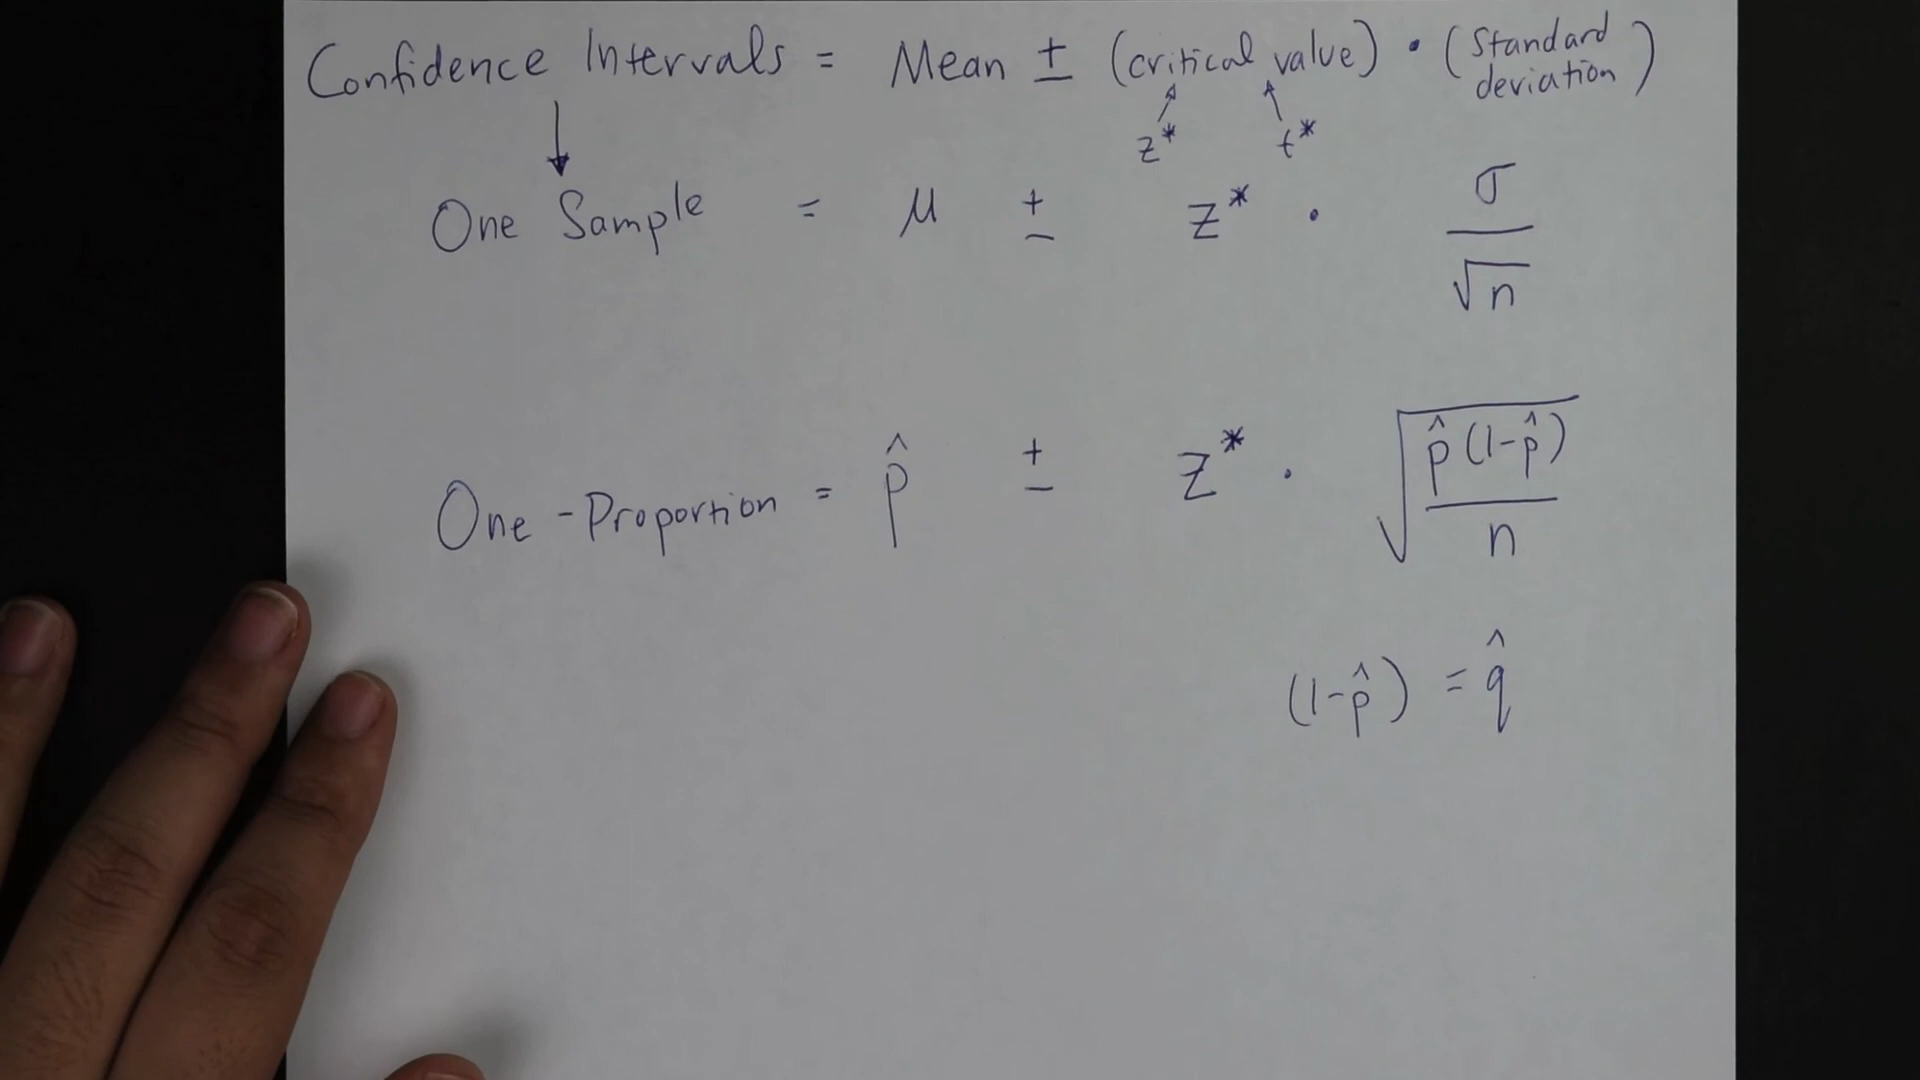 Confidence Intervals = Mean ± (critical value) • (Standard deviation)
z* t*
One Sample = μ ± z* • σ/√n
One-Proportion = p̂ ± z* • √(p̂(1-p̂)/n)
(1-p̂) = q̂